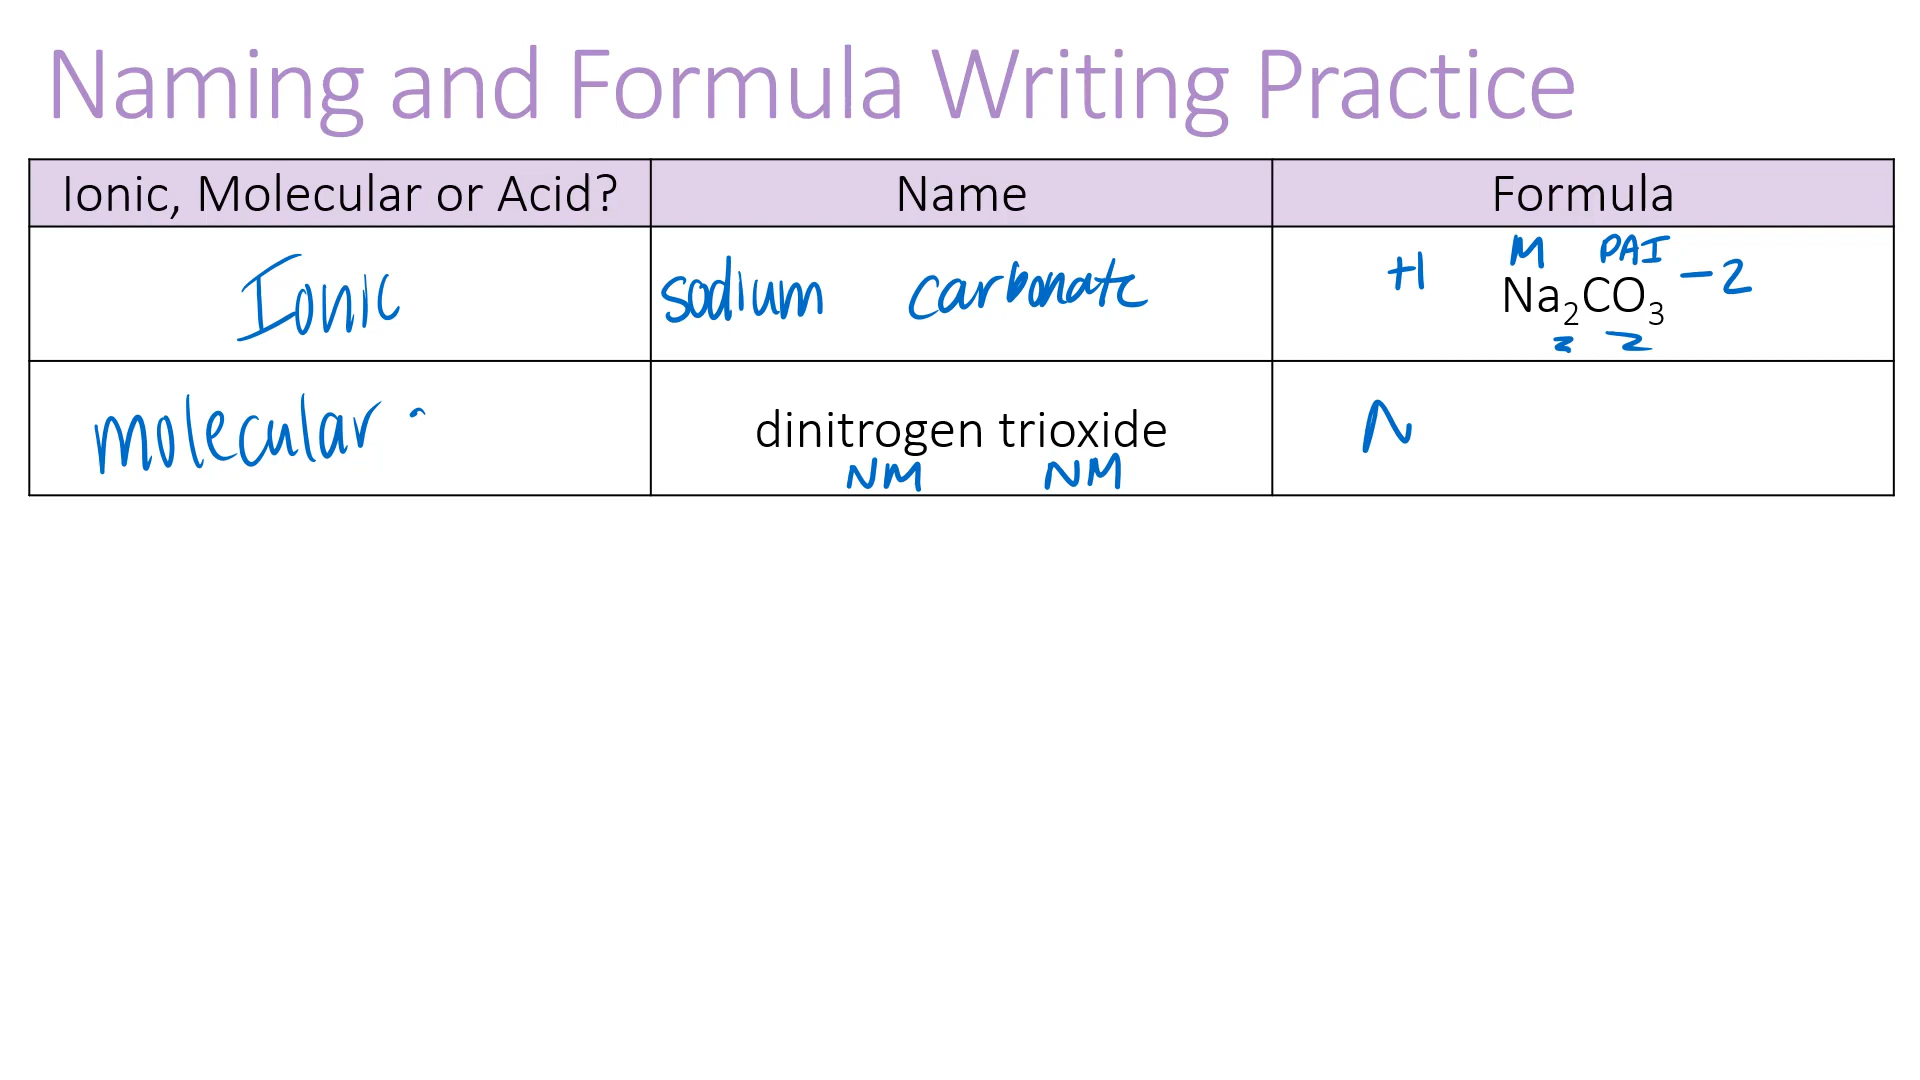 Naming and Formula Writing Practice
Ionic, Molecular or Acid? Name Formula
M PAI
Ionic sodium carbonate +1 Na₂CO₃ -2
2 2
molecular dinitrogen trioxide N
NM NM